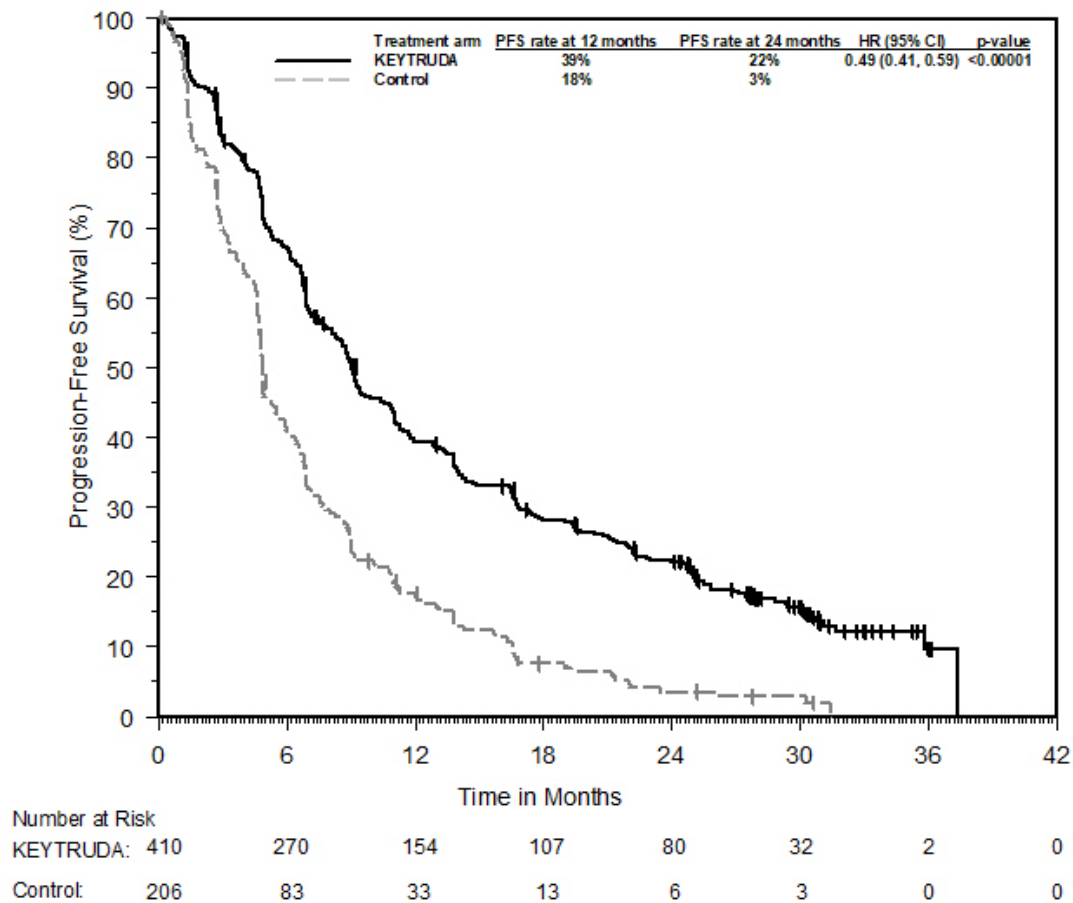 Treatment arm PFS rate at 12 months PFS rate at 24 months HR (95% CI) p-value
KEYTRUDA 39% 22% 0.49 (0.41, 0.59) <0.00001
Control 18% 3%
100
90
80
70
60
50
40
30
20
10
0
Progression-Free Survival (%)
0 6 12 18 24 30 36 42
Time in Months
Number at Risk
KEYTRUDA: 410 270 154 107 80 32 2 0
Control: 206 83 33 13 6 3 0 0